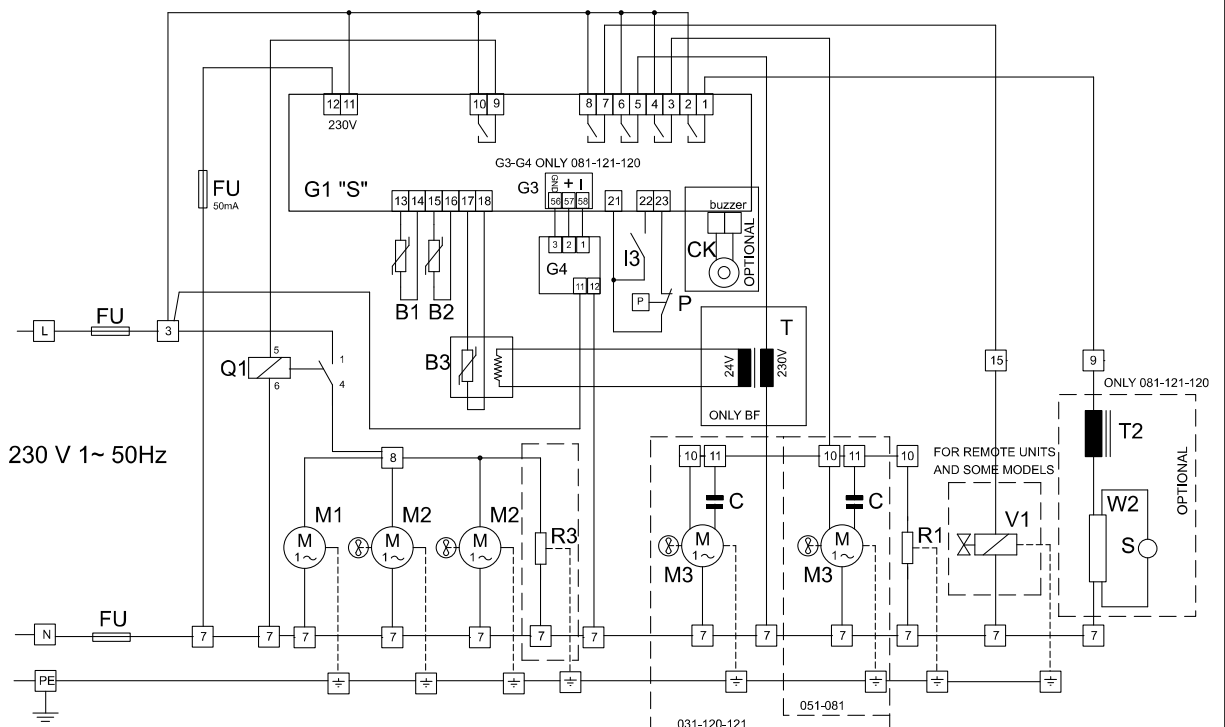 12 11
230V
10 9
8 7 6 5 4 3 2 1
G3-G4 ONLY 081-121-120
G1 "S"
G3
GND + I
56 57 58
FU
50mA
13 14 15 16 17 18
21
22 23
buzzer
CK
OPTIONAL
3 2 1
G4
11 12
I3
P
P
B1 B2
L
FU
3
T
24V
230V
ONLY BF
Q1
5
6
1
4
B3
15
9
ONLY 081-121-120
T2
OPTIONAL
230 V 1~ 50Hz
8
10 11
10 11
10
FOR REMOTE UNITS
AND SOME MODELS
C
C
W2
S
M1
M2
M2
R3
M
1~
M
1~
M
1~
M
1~
M
1~
M3
M3
R1
V1
N
FU
7 7 7 7 7 7 7 7 7 7 7 7 7
PE
051-081
031-120-121